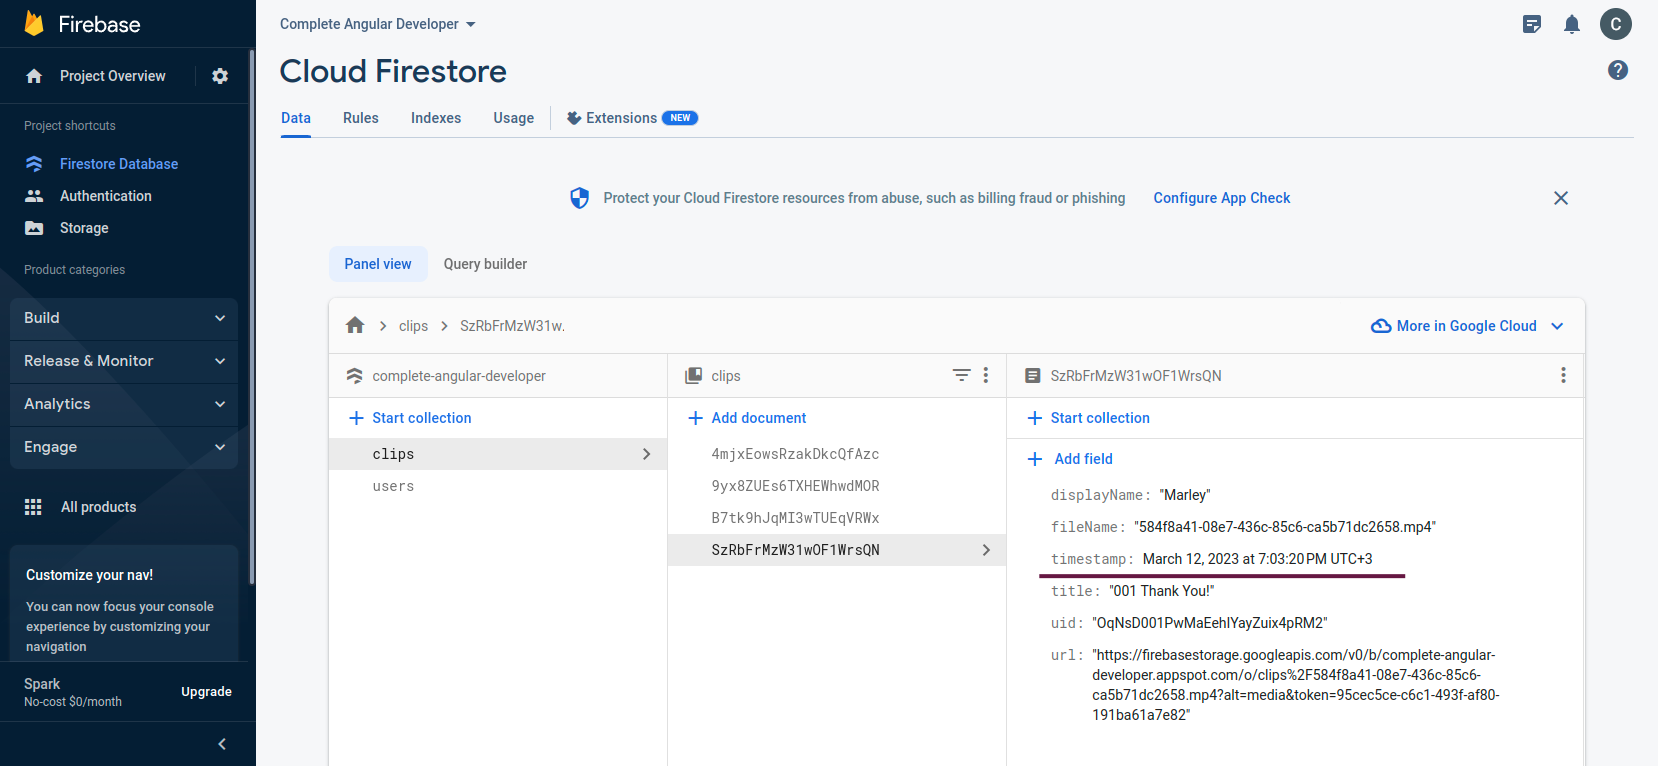 Firebase
Project Overview
Project shortcuts
Firestore Database
Authentication
Storage
Product categories
Build
Release & Monitor
Analytics
Engage
All products
Customize your nav!
You can now focus your console
experience by customizing your
navigation
Spark
No-cost $0/month
Upgrade
Complete Angular Developer
C
Cloud Firestore
Data
Rules
Indexes
Usage
Extensions NEW
Protect your Cloud Firestore resources from abuse, such as billing fraud or phishing
Configure App Check
Panel view
Query builder
clips
SzRbFrMzW31w.
More in Google Cloud
complete-angular-developer
Start collection
clips
users
clips
Add document
4mjxEowsRzakDkcQfAzc
9yx8ZUEs6TXHEWhwdMOR
B7tk9hJqMI3wTUEqVRWx
SzRbFrMzW31wOF1WrsQN
SzRbFrMzW31wOF1WrsQN
Start collection
Add field
displayName: "Marley"
fileName: "584f8a41-08e7-436c-85c6-ca5b71dc2658.mp4"
timestamp: March 12, 2023 at 7:03:20 PM UTC+3
title: "001 Thank You!"
uid: "OqNsD001PwMaEehlYayZuix4pRM2"
url: "https://firebasestorage.googleapis.com/v0/b/complete-angular-
developer.appspot.com/o/clips%2F584f8a41-08e7-436c-85c6-
ca5b71dc2658.mp4?alt=media&token=95cec5ce-c6c1-493f-af80-
191ba61a7e82"